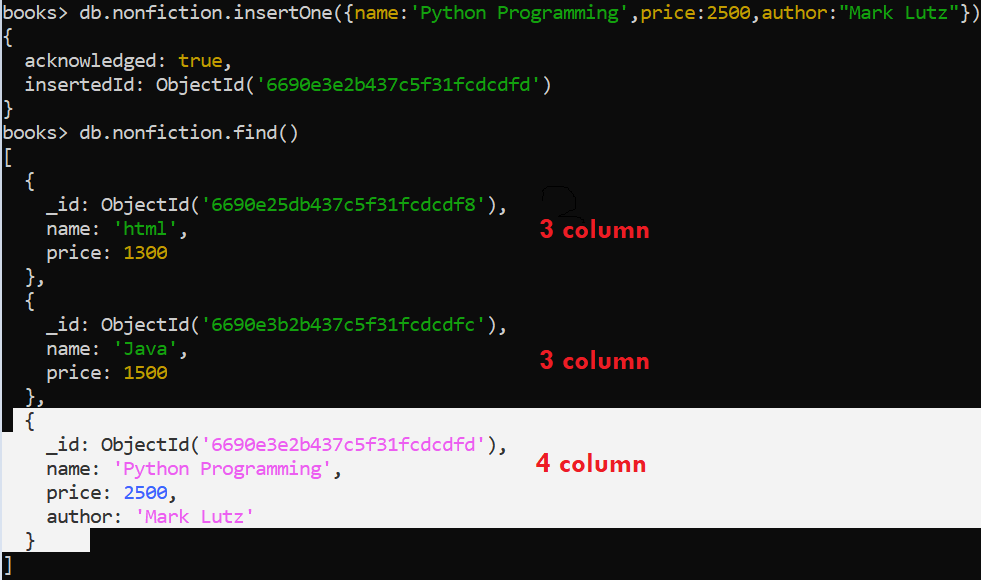 books> db.nonfiction.insertOne({name:'Python Programming',price:2500,author:"Mark Lutz"})
{
  acknowledged: true,
  insertedId: ObjectId('6690e3e2b437c5f31fcdcdfd')
}
books> db.nonfiction.find()
[
  {
    _id: ObjectId('6690e25db437c5f31fcdcdf8'),
    name: 'html', 3 column
    price: 1300
  },
  {
    _id: ObjectId('6690e3b2b437c5f31fcdcdfc'),
    name: 'Java', 3 column
    price: 1500
  },
  {
    _id: ObjectId('6690e3e2b437c5f31fcdcdfd'),
    name: 'Python Programming', 4 column
    price: 2500,
    author: 'Mark Lutz'
  }
]